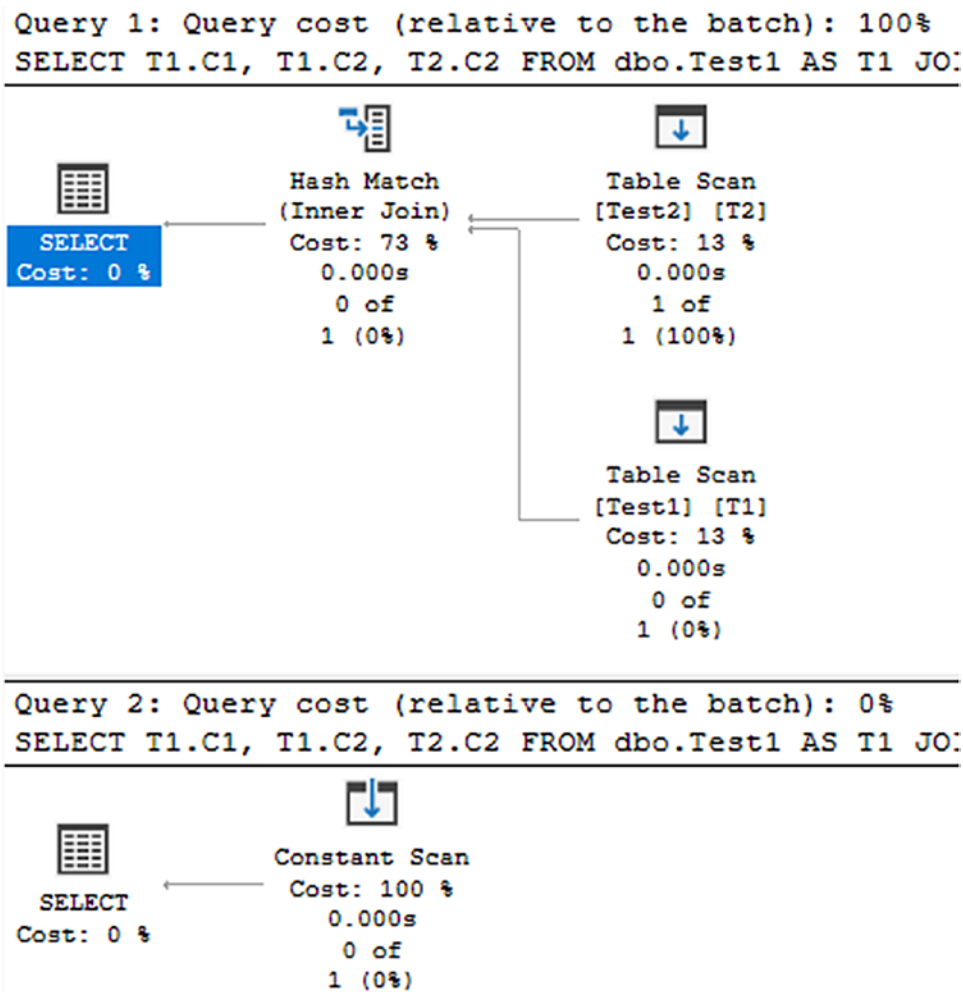 Query 1: Query cost (relative to the batch): 100%
SELECT T1.C1, T1.C2, T2.C2 FROM dbo.Test1 AS T1
Hash Match
(Inner Join)
Cost: 73 %
0.000s
0 of
1 (0%)
Table Scan
[Test2] [T2]
Cost: 13 %
0.000s
1 of
1 (100%)
SELECT
Cost: 0 %
Table Scan
[Test1] [T1]
Cost: 13 %
0.000s
0 of
1 (0%)
Query 2: Query cost (relative to the batch): 0%
SELECT T1.C1, T1.C2, T2.C2 FROM dbo.Test1 AS T1
Constant Scan
Cost: 100 %
0.000s
0 of
1 (0%)
SELECT
Cost: 0 %